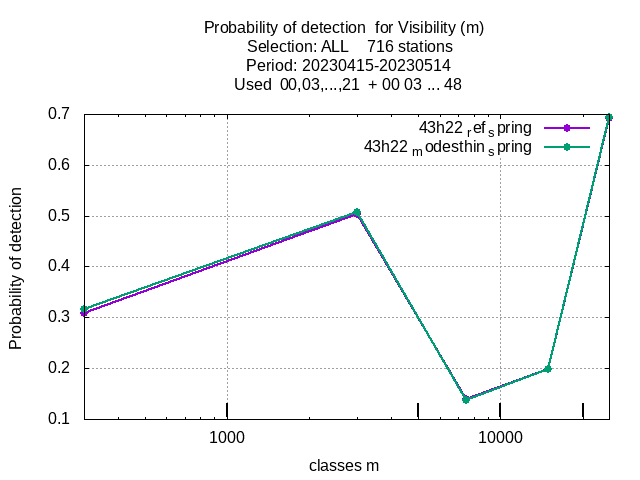 Probability of detection  for Visibility (m)
Selection: ALL    716 stations
Period: 20230415-20230514
Used  00,03,...,21  + 00 03 ... 48
43h22 ref spring
43h22 modesthin spring
0.7
0.6
0.5
0.4
0.3
0.2
0.1
Probability of detection
1000 10000
classes m